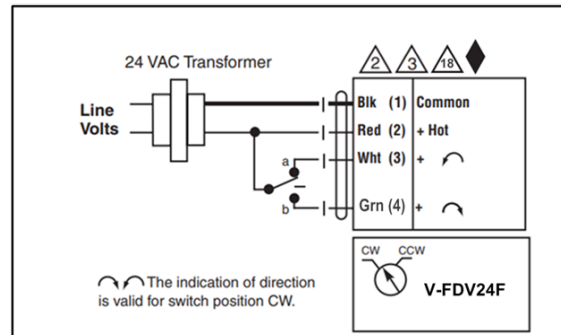 24 VAC Transformer
2 3 18
Line
Volts
Blk (1) Common
Red (2) + Hot
a Wht (3) +
b Grn (4) +
CW CCW
V-FDV24F
The indication of direction
is valid for switch position CW.